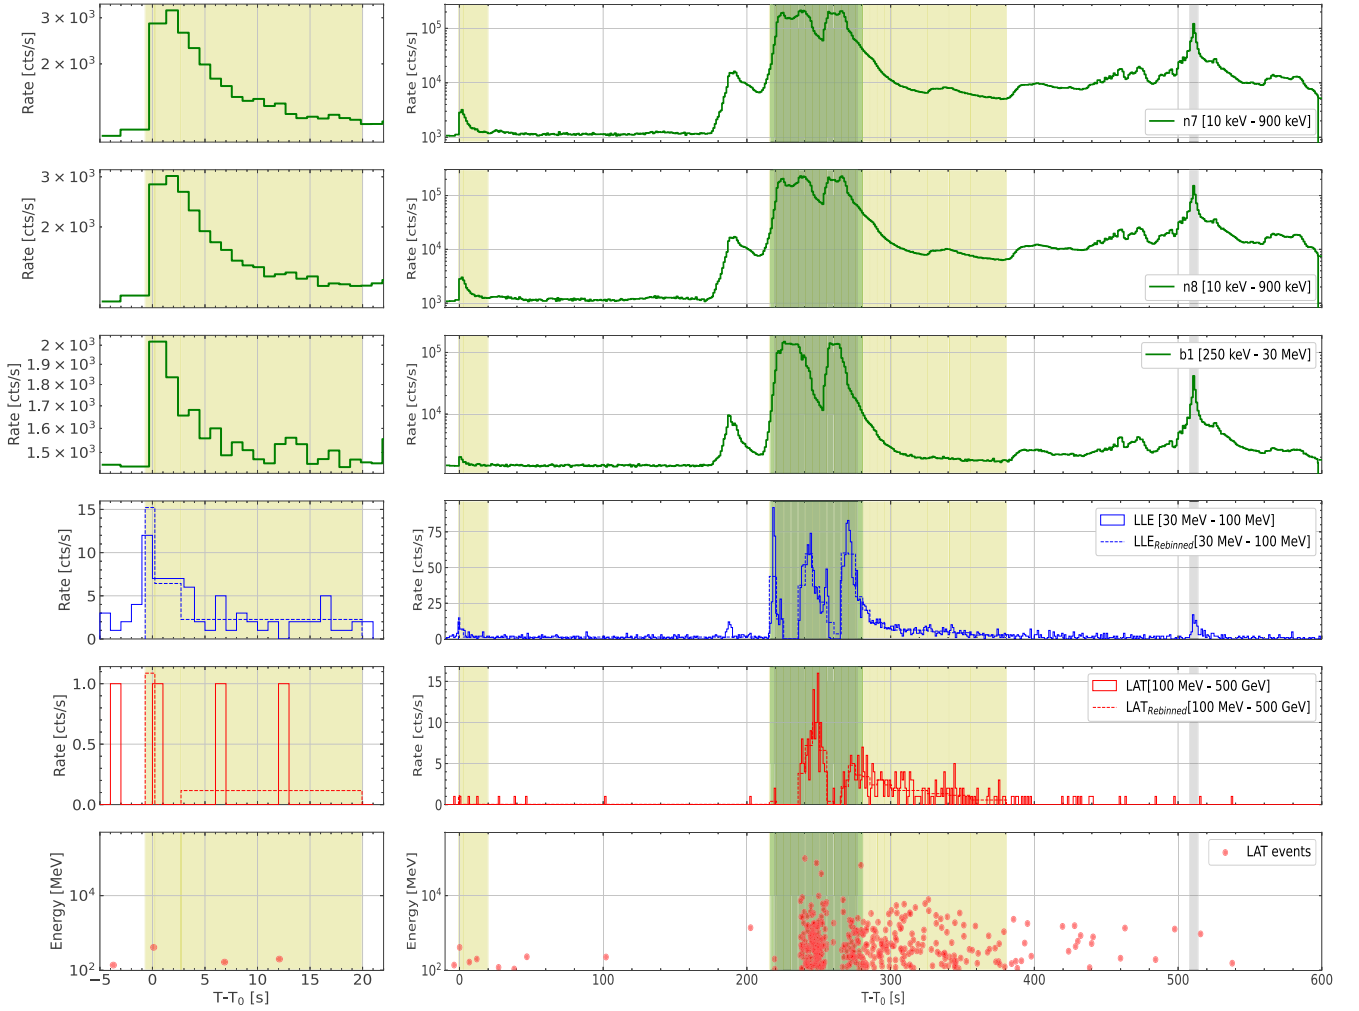 3 × 10³
2 × 10³
Rate [cts/s]
10⁵
10⁴
10³
Rate [cts/s]
n7 [10 keV - 900 keV]
3 × 10³
2 × 10³
Rate [cts/s]
10⁵
10⁴
10³
Rate [cts/s]
n8 [10 keV - 900 keV]
2 × 10³
1.9 × 10³
1.8 × 10³
1.7 × 10³
1.6 × 10³
1.5 × 10³
Rate [cts/s]
10⁵
10⁴
Rate [cts/s]
b1 [250 keV - 30 MeV]
15
10
5
0
Rate [cts/s]
75
50
25
0
Rate [cts/s]
LLE [30 MeV - 100 MeV]
LLE_Rebinned[30 MeV - 100 MeV]
1.0
0.5
0.0
Rate [cts/s]
15
10
5
0
Rate [cts/s]
LAT[100 MeV - 500 GeV]
LAT_Rebinned[100 MeV - 500 GeV]
10⁴
10²
Energy [MeV]
−5 0 5 10 15 20
T-T₀ [s]
10⁴
10²
Energy [MeV]
LAT events
0 100 200 300 400 500 600
T-T₀ [s]